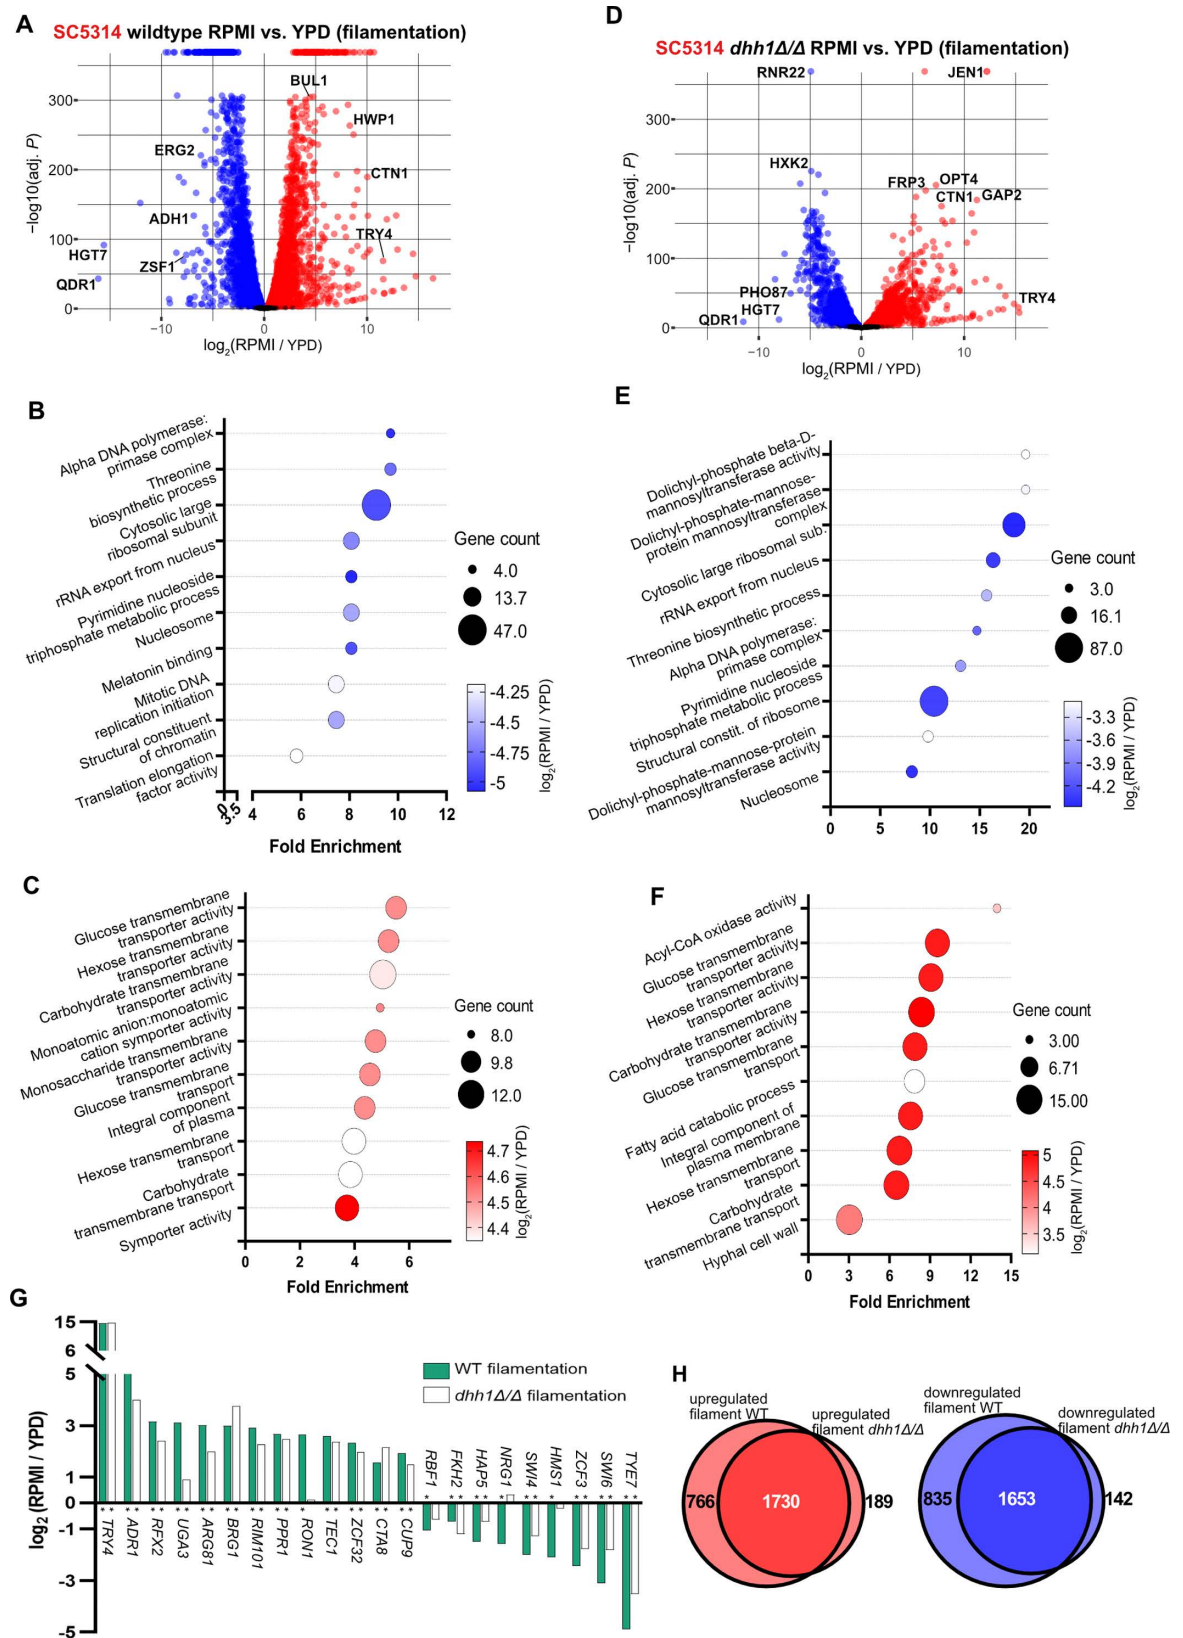 A
SC5314 wildtype RPMI vs. YPD (filamentation)
−log10(adj. P)
300
200
100
0
BUL1
HWP1
ERG2
CTN1
ADH1
TRY4
HGT7
ZSF1
QDR1
−10
0
10
log2(RPMI / YPD)
D
SC5314 dhh1Δ/Δ RPMI vs. YPD (filamentation)
−log10(adj. P)
300
200
100
0
RNR22
JEN1
HXK2
FRP3
OPT4
CTN1
GAP2
PHO87
HGT7
QDR1
TRY4
−10
0
10
log2(RPMI / YPD)
B
Alpha DNA polymerase:
primase complex
Threonine
biosynthetic process
Cytosolic large
ribosomal subunit
rRNA export from nucleus
Pyrimidine nucleoside
triphosphate metabolic process
Nucleosome
Melatonin binding
Mitotic DNA
replication initiation
Structural constituent
of chromatin
Translation elongation
factor activity
4
6
8
10
12
Fold Enrichment
Gene count
4.0
13.7
47.0
-4.25
-4.5
-4.75
-5
log2(RPMI / YPD)
E
Dolichyl-phosphate beta-D-
mannosyltransferase activity
Dolichyl-phosphate-mannose-
protein mannosyltransferase
complex
Cytosolic large ribosomal sub.
rRNA export from nucleus
Threonine biosynthetic process
Alpha DNA polymerase:
primase complex
Pyrimidine nucleoside
triphosphate metabolic process
Structural constit. of ribosome
Dolichyl-phosphate-mannose-protein
mannosyltransferase activity
Nucleosome
0
5
10
15
20
Fold Enrichment
Gene count
3.0
16.1
87.0
-3.3
-3.6
-3.9
-4.2
log2(RPMI / YPD)
C
Glucose transmembrane
transporter activity
Hexose transmembrane
transporter activity
Carbohydrate transmembrane
transporter activity
Monoatomic anion:monoatomic
cation symporter activity
Monosaccharide transmembrane
transporter activity
Glucose transmembrane
transport
Integral component
of plasma
Hexose transmembrane
transport
Carbohydrate
transmembrane transport
Symporter activity
0
2
4
6
Fold Enrichment
Gene count
8.0
9.8
12.0
4.7
4.6
4.5
4.4
log2(RPMI / YPD)
F
Acyl-CoA oxidase activity
Glucose transmembrane
transporter activity
Hexose transmembrane
transporter activity
Carbohydrate transmembrane
transporter activity
Glucose transmembrane
transport
Fatty acid catabolic process
Integral component of
plasma membrane
Hexose transmembrane
transport
Carbohydrate
transmembrane transport
Hyphal cell wall
0
3
6
9
12
15
Fold Enrichment
Gene count
3.00
6.71
15.00
5
4.5
4
3.5
log2(RPMI / YPD)
G
log2(RPMI / YPD)
15
6
5
3
1
0
-1
-3
-5
WT filamentation
dhh1Δ/Δ filamentation
TRY4
ADR1
RFX2
UGA3
ARG81
BRG1
RIM101
PPR1
RON1
TEC1
ZCF32
CTA8
CUP9
RBF1
FKH2
HAP5
NRG1
SWI4
HMS1
ZCF3
SWI6
TYE7
H
upregulated
filament WT
upregulated
filament dhh1Δ/Δ
766
1730
189
downregulated
filament WT
downregulated
filament dhh1Δ/Δ
835
1653
142